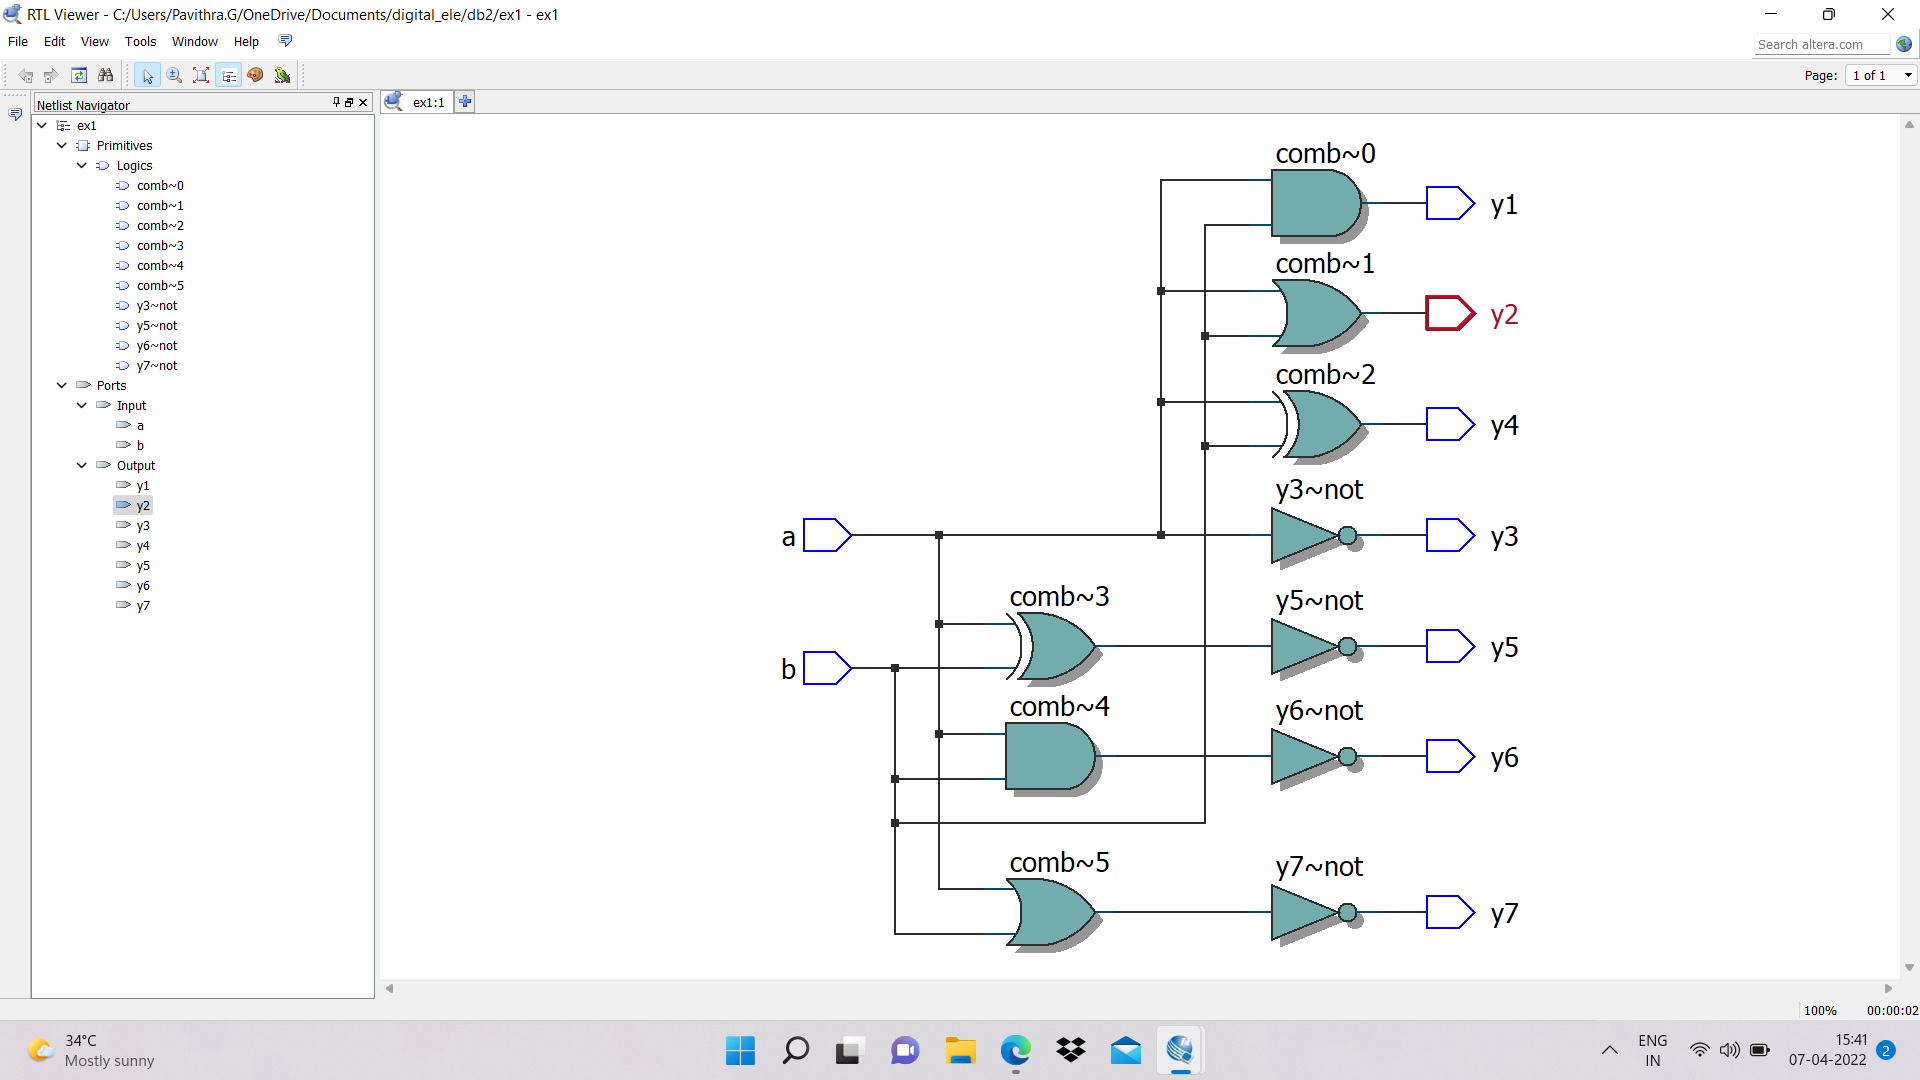 RTL Viewer - C:/Users/Pavithra.G/OneDrive/Documents/digital_ele/db2/ex1 - ex1
File Edit View Tools Window Help
Search altera.com
Page: 1 of 1
Netlist Navigator
ex1:1
ex1
Primitives
Logics
comb~0
comb~1
comb~2
comb~3
comb~4
comb~5
y3~not
y5~not
y6~not
y7~not
Ports
Input
a
b
Output
y1
y2
y3
y4
y5
y6
y7
comb~0
y1
comb~1
y2
comb~2
y4
y3~not
a
y3
comb~3
y5~not
b
y5
comb~4
y6~not
y6
comb~5
y7~not
y7
100% 00:00:02
34°C
Mostly sunny
ENG
IN
15:41
07-04-2022
2